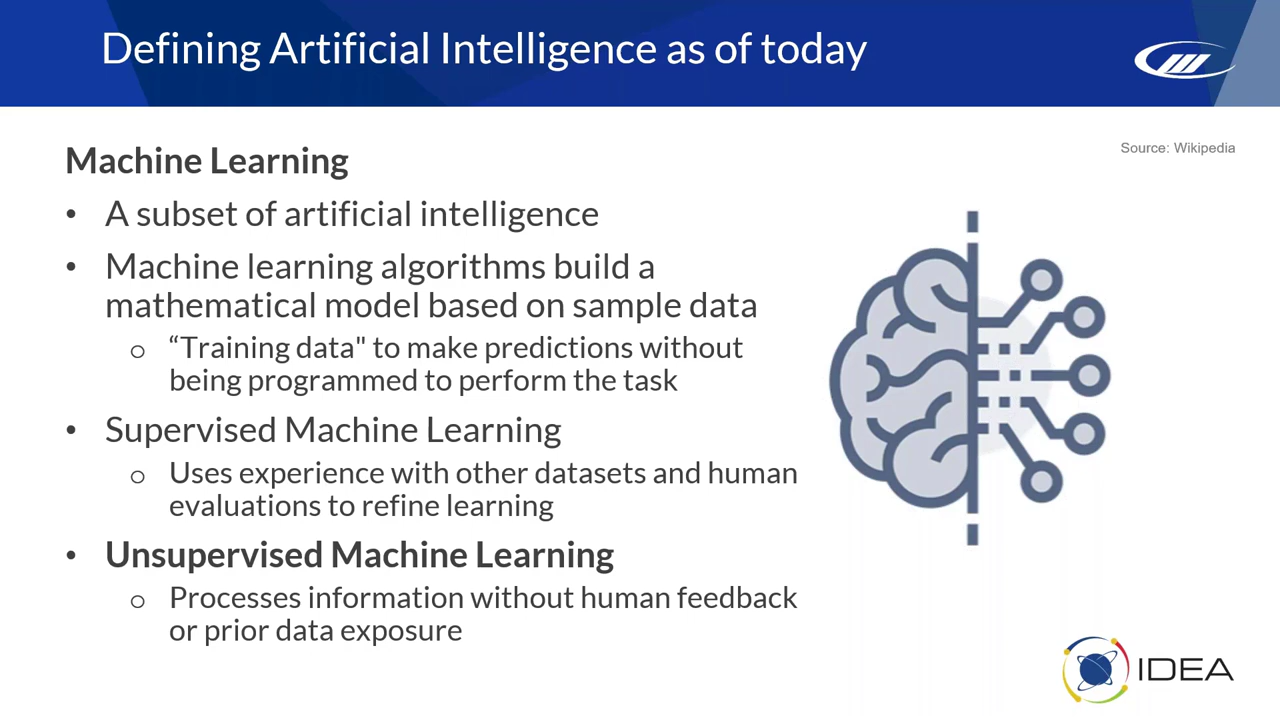 Defining Artificial Intelligence as of today
Source: Wikipedia
Machine Learning
• A subset of artificial intelligence
• Machine learning algorithms build a
mathematical model based on sample data
o “Training data" to make predictions without
being programmed to perform the task
• Supervised Machine Learning
o Uses experience with other datasets and human
evaluations to refine learning
• Unsupervised Machine Learning
o Processes information without human feedback
or prior data exposure
IDEA